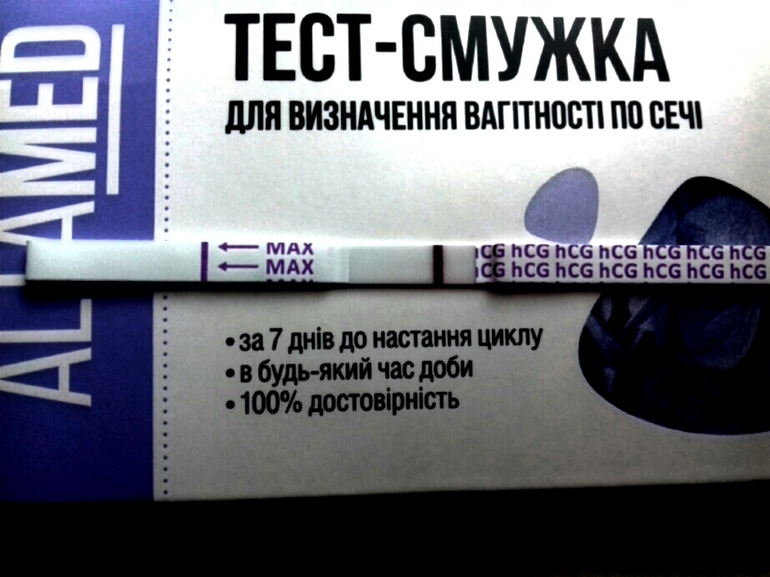 ALTAMED
ТЕСТ-СМУЖКА
ДЛЯ ВИЗНАЧЕННЯ ВАГІТНОСТІ ПО СЕЧІ
MAX
MAX
hCG hCG hCG hCG hCG hCG hCG
hCG hCG hCG hCG hCG hCG hCG
• за 7 днів до настання циклу
• в будь-який час доби
• 100% достовірність